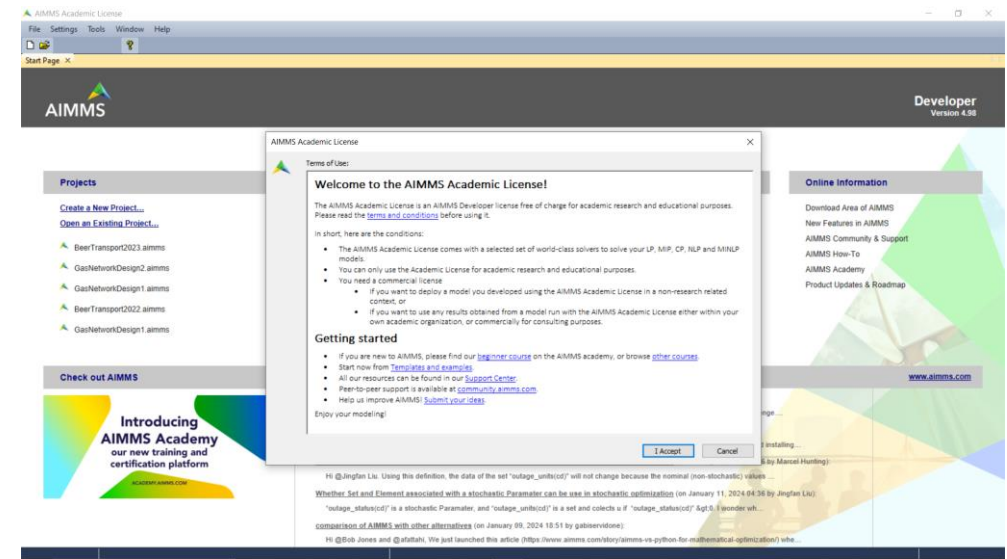 AIMMS Academic License
File Settings Tools Window Help
Start Page
AIMMS
Developer
Version 4.98
AIMMS Academic License
Terms of Use:
Welcome to the AIMMS Academic License!
The AIMMS Academic License is an AIMMS Developer license free of charge for academic research and educational purposes.
Please read the terms and conditions before using it.
In short, here are the conditions:
• The AIMMS Academic License comes with a selected set of world-class solvers to solve your LP, MIP, CP, NLP and MINLP
models.
• You can only use the Academic License for academic research and educational purposes.
• You need a commercial license
• If you want to deploy a model you developed using the AIMMS Academic License in a non-research related
context, or
• If you want to use any results obtained from a model run with the AIMMS Academic License either within your
own academic organization, or commercially for consulting purposes.
Getting started
• If you are new to AIMMS, please find our beginner course on the AIMMS academy, or browse other courses.
• Start now from Templates and examples.
• All our resources can be found in our Support Center.
• Peer-to-peer support is available at community.aimms.com.
• Help us improve AIMMS! Submit your ideas.
Enjoy your modeling!
I Accept Cancel
Projects
Create a New Project...
Open an Existing Project...
BeerTransport2023.aimms
GasNetworkDesign2.aimms
GasNetworkDesign1.aimms
BeerTransport2022.aimms
GasNetworkDesign1.aimms
Online Information
Download Area of AIMMS
New Features in AIMMS
AIMMS Community & Support
AIMMS How-To
AIMMS Academy
Product Updates & Roadmap
Check out AIMMS
www.aimms.com
Introducing
AIMMS Academy
our new training and
certification platform
ACADEMY.AIMMS.COM
installing...
by Marcel Hunting):
Hi @Jingfan Liu. Using this definition, the data of the set "outage_units(cd)" will not change because the nominal (non-stochastic) values ...
Whether Set and Element associated with a stochastic Paramater can be use in stochastic optimization (on January 11, 2024 04:36 by Jingfan Liu):
"outage_status(cd)" is a stochastic Paramater, and "outage_units(cd)" is a set and colects u if "outage_status(cd)" &gt;0. I wonder wh...
comparison of AIMMS with other alternatives (on January 09, 2024 18:51 by gabiservidone):
Hi @Bob Jones and @afattahi, We just launched this article (https://www.aimms.com/story/aimms-vs-python-for-mathematical-optimization/) whe...